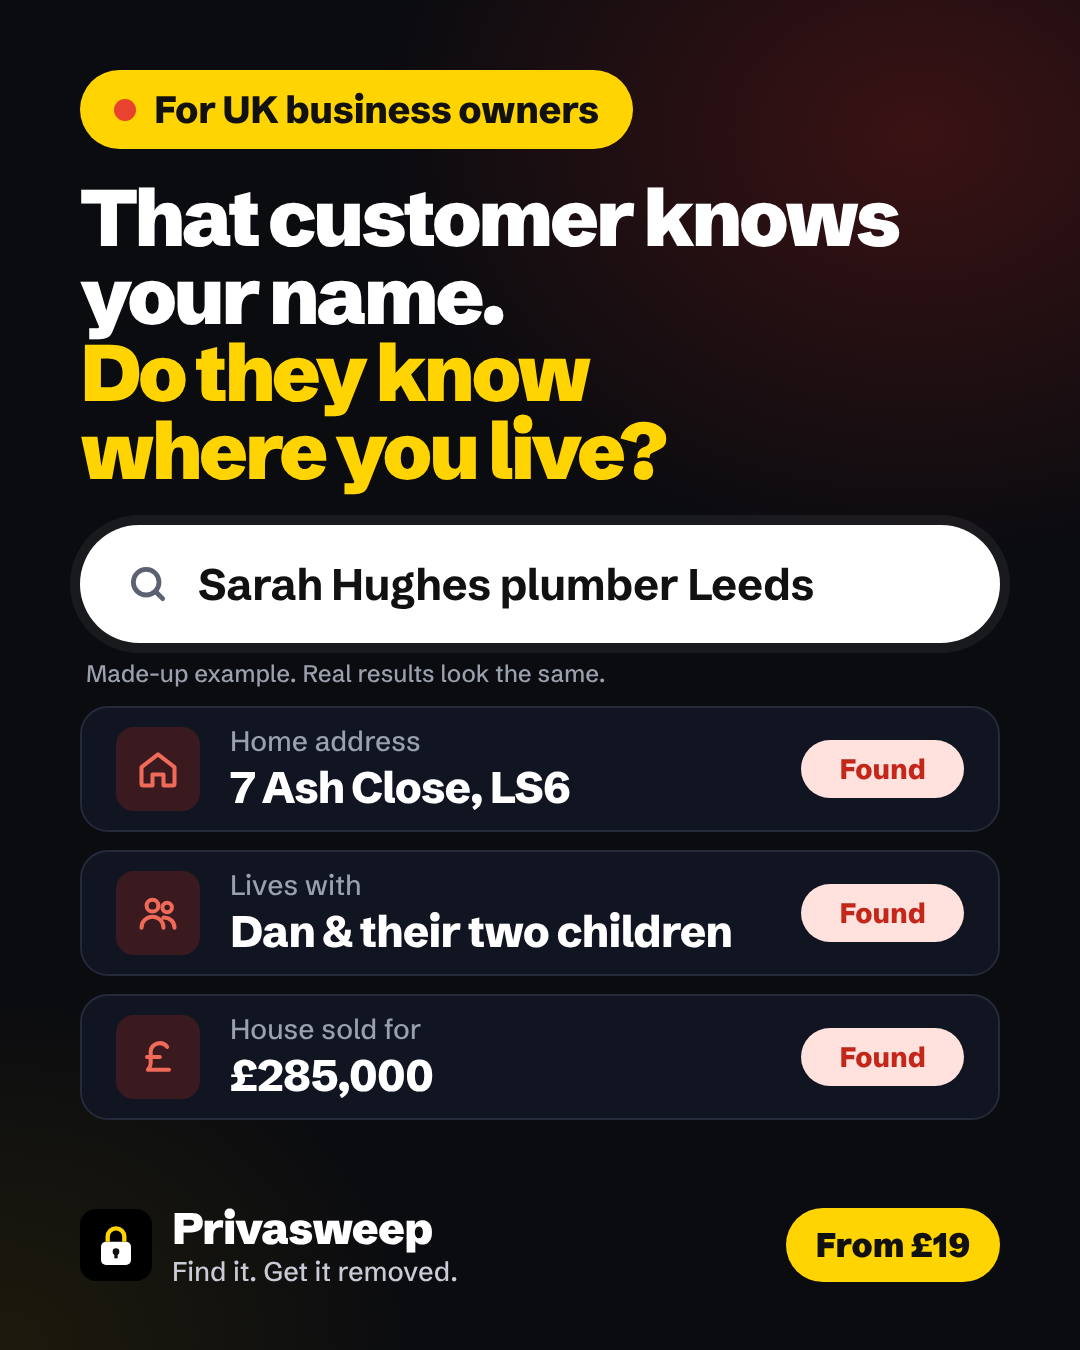 For UK business owners
That customer knows
your name.
Do they know
where you live?
Sarah Hughes plumber Leeds
Made-up example. Real results look the same.
Home address
7 Ash Close, LS6
Found
Lives with
Dan & their two children
Found
House sold for
£285,000
Found
Privasweep
Find it. Get it removed.
From £19